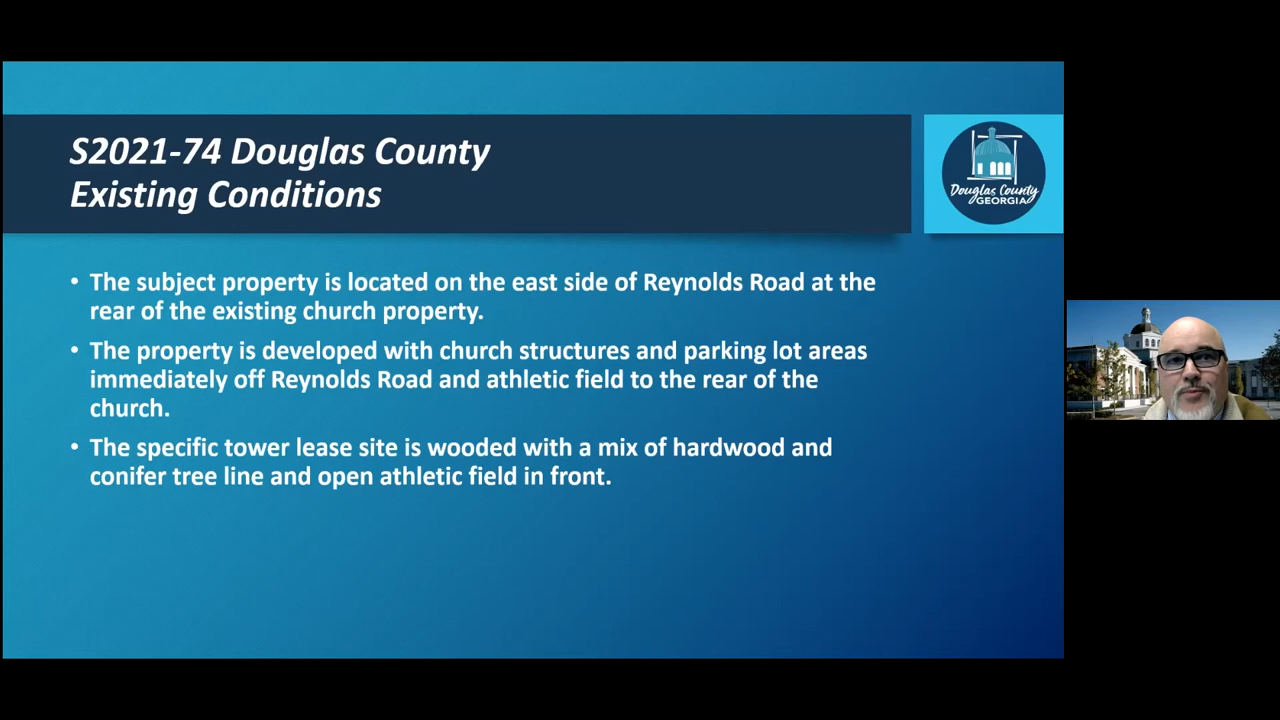 S2021-74 Douglas County
Existing Conditions
Douglas County
GEORGIA
• The subject property is located on the east side of Reynolds Road at the
rear of the existing church property.
• The property is developed with church structures and parking lot areas
immediately off Reynolds Road and athletic field to the rear of the
church.
• The specific tower lease site is wooded with a mix of hardwood and
conifer tree line and open athletic field in front.